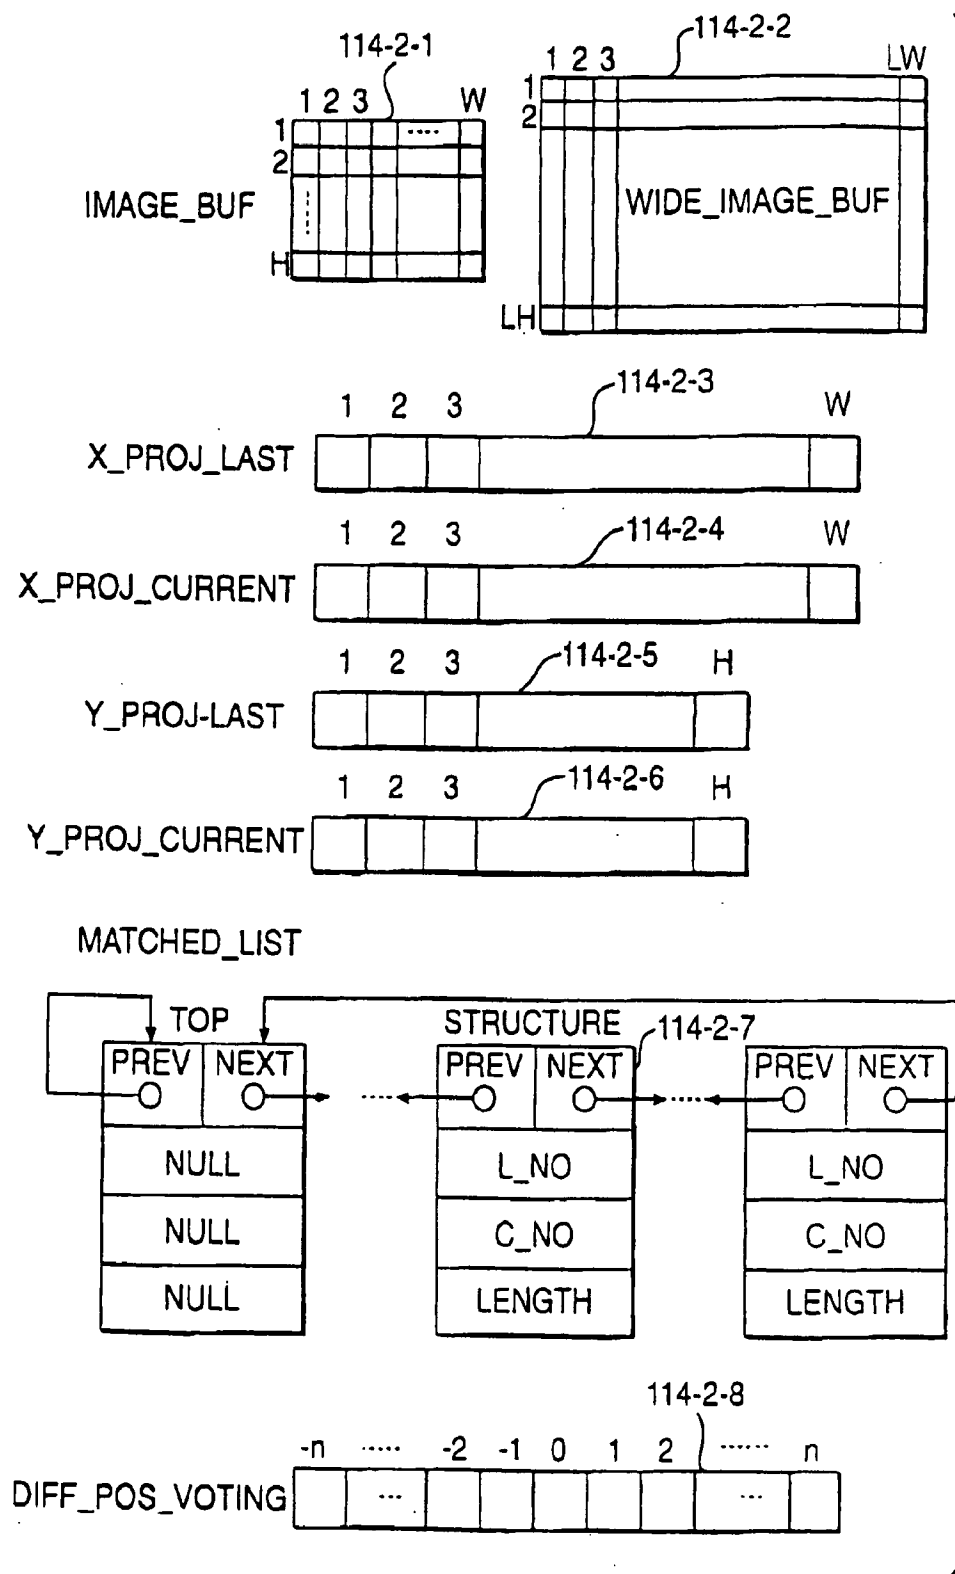 114-2-1
1 2 3 W
1 ....
2
IMAGE_BUF
H
114-2-2
1 2 3 LW
1
2
WIDE_IMAGE_BUF
LH
114-2-3
1 2 3 W
X_PROJ_LAST
114-2-4
1 2 3 W
X_PROJ_CURRENT
114-2-5
1 2 3 H
Y_PROJ-LAST
114-2-6
1 2 3 H
Y_PROJ_CURRENT
MATCHED_LIST
TOP STRUCTURE 114-2-7
PREV NEXT PREV NEXT PREV NEXT
NULL L_NO L_NO
NULL C_NO C_NO
NULL LENGTH LENGTH
114-2-8
-n ..... -2 -1 0 1 2 ...... n
DIFF_POS_VOTING ... ...